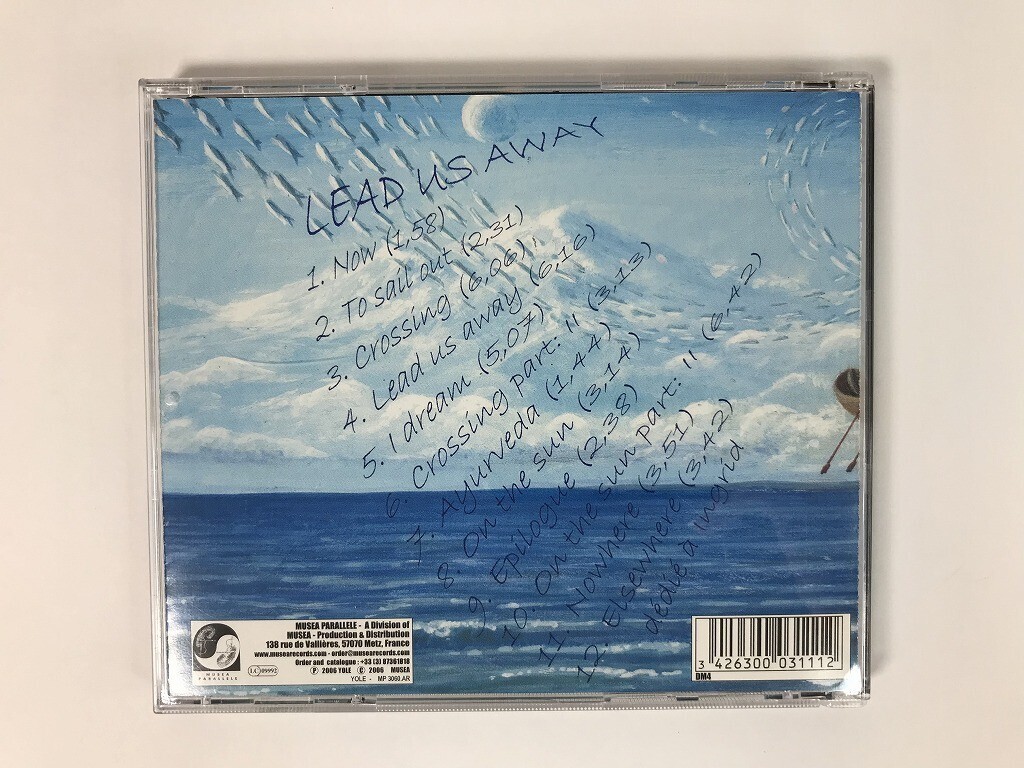 LEAD US AWAY
1. Now (1,58)
2. To sail out (2,31)
3. Crossing (6,06)
4. Lead us away (6,16)
5. I dream (5,07)
6. Crossing part: II (3,13)
7. Ayurveda (1,44)
8. On the sun (3,14)
9. Epilogue (2,38)
10. On the sun part: II (6,42)
11. Nowhere (3,51)
12. Elsewhere (3,42)
dédié à Ingrid
MUSEA PARALLELE
MUSEA PARALLELE - A Division of
MUSEA - Production & Distribution
138 rue de Vallières, 57070 Metz, France
www.musearecords.com - order@musearecords.com
Order and catalogue : +33 (3) 87361818
LC 09992
P 2006 YOLE C 2006 MUSEA
YOLE - MP 3060.AR
3 426300 031112
DM4